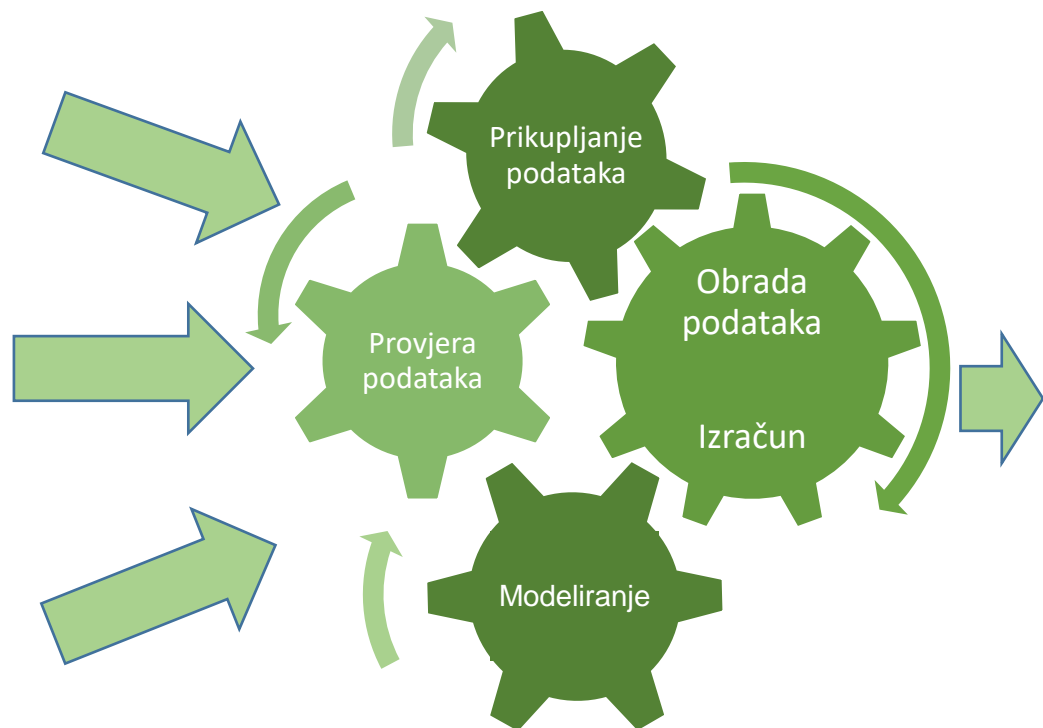 Prikupljanje
podataka
Obrada
podataka
Izračun
Provjera
podataka
Modeliranje